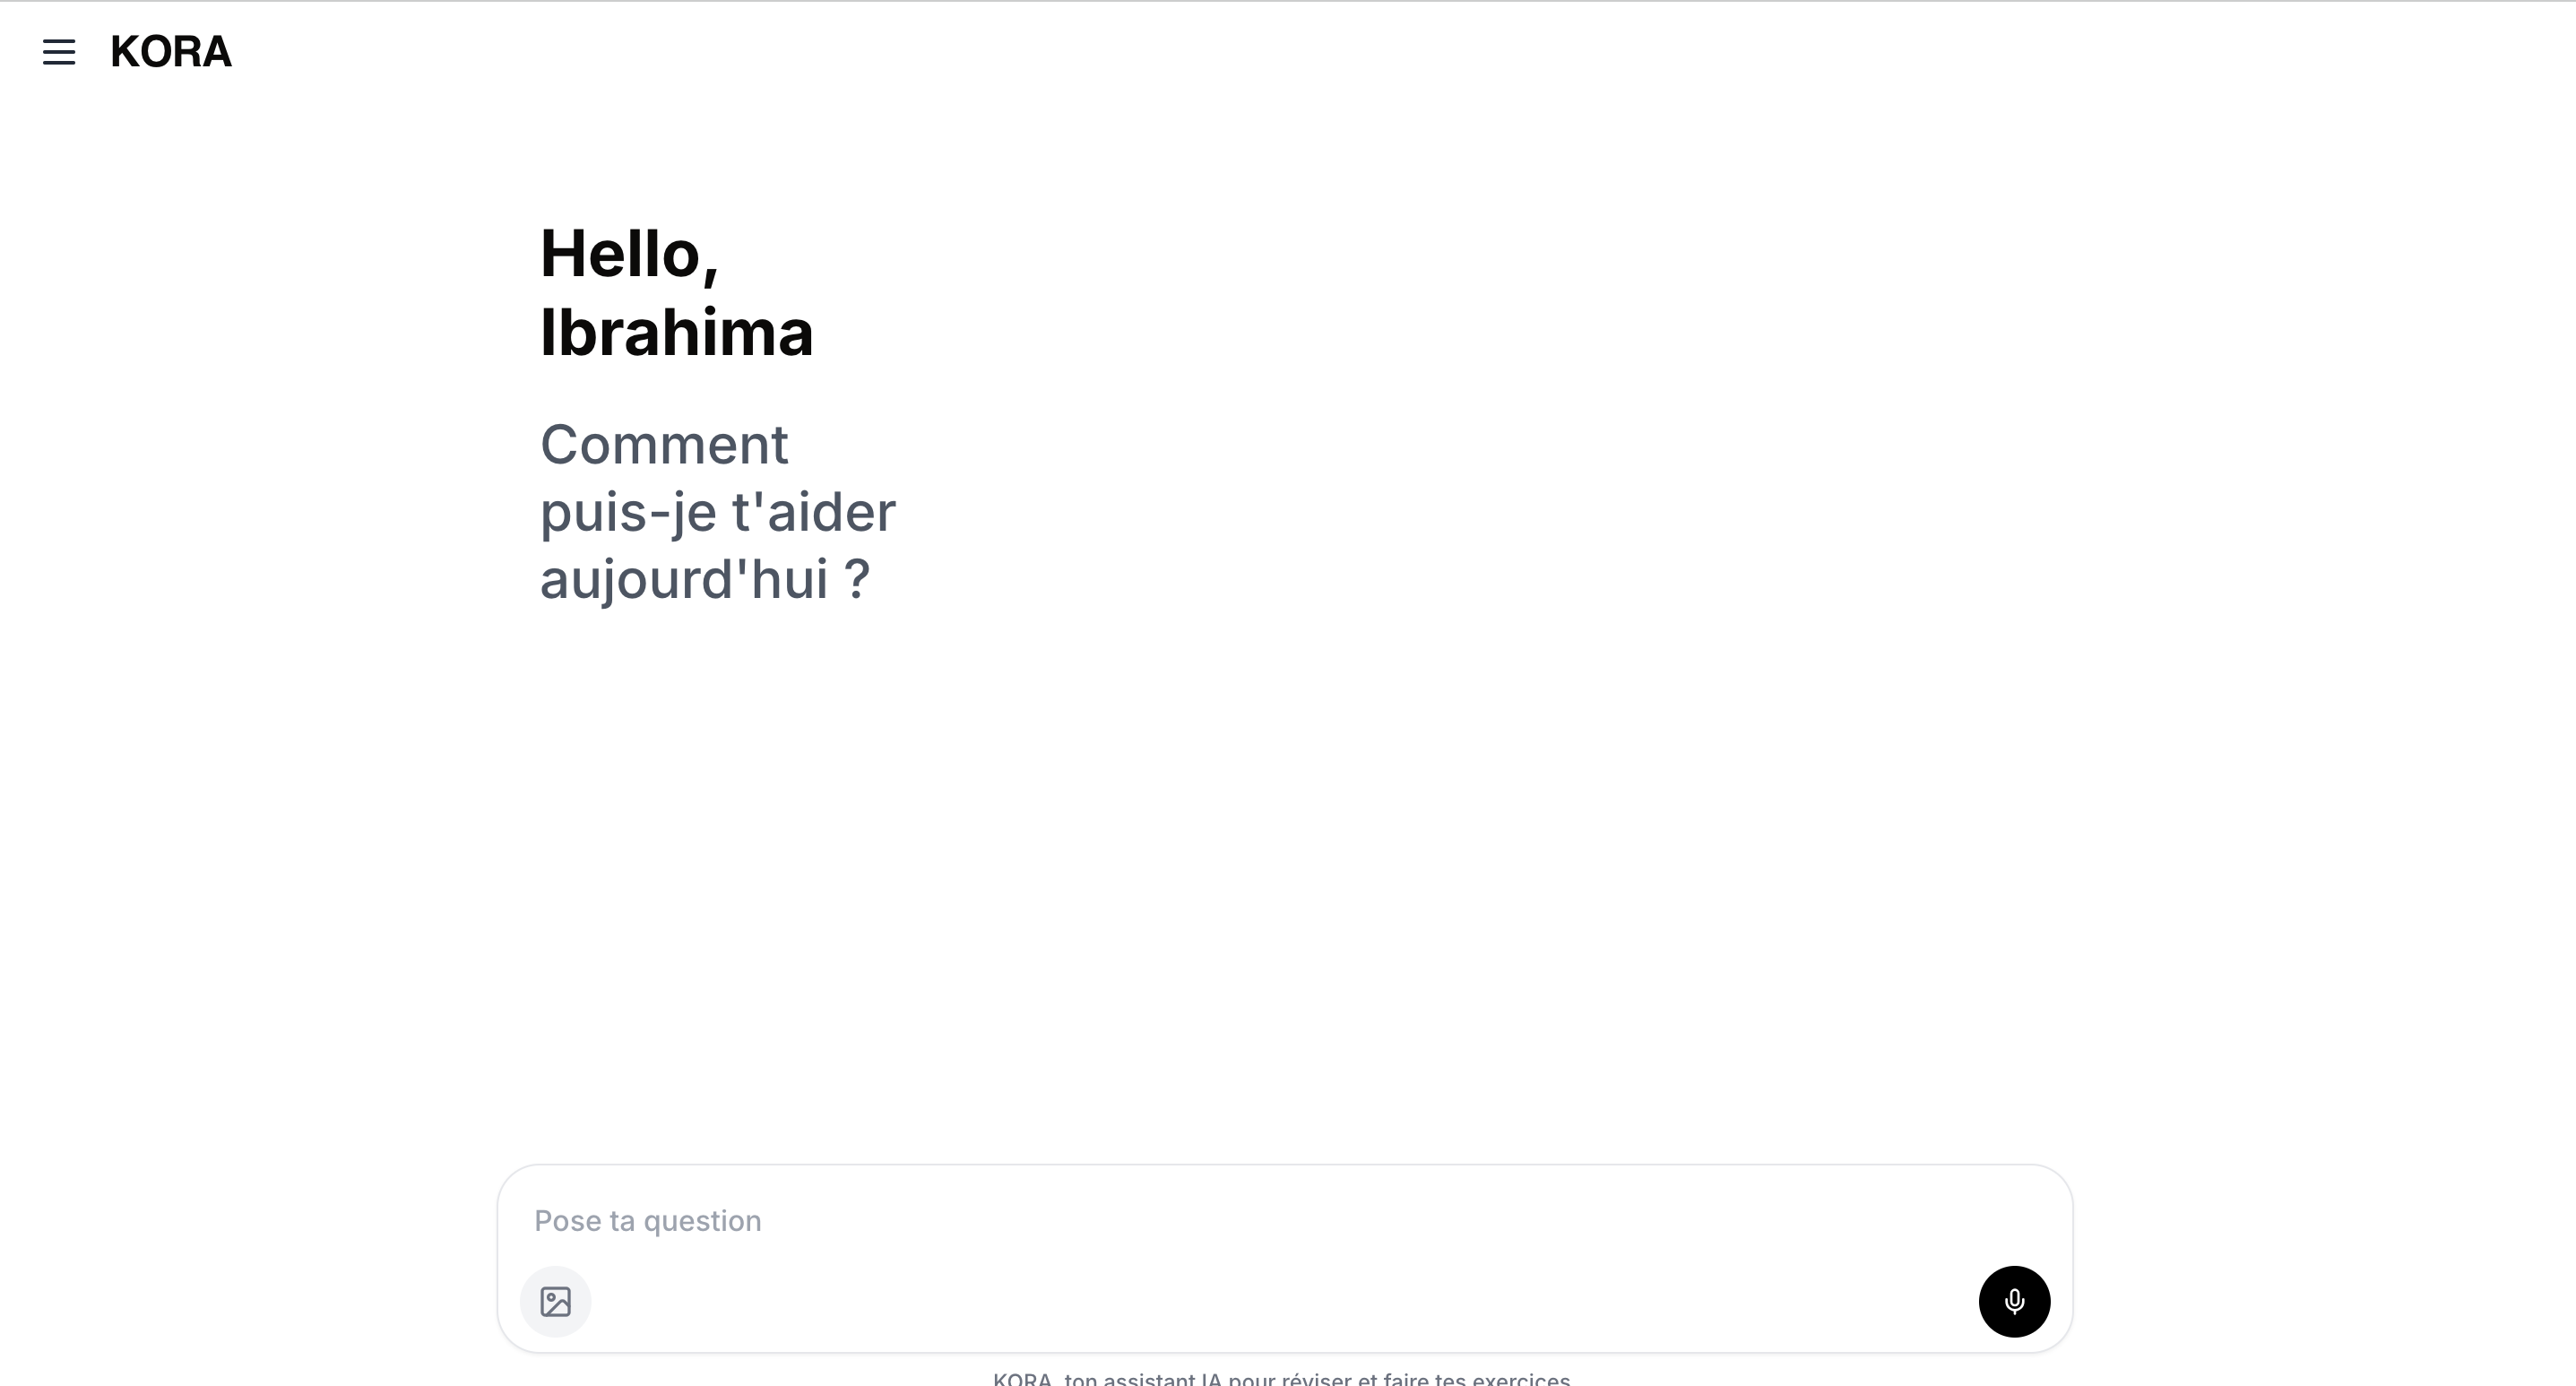 KORA
Hello,
Ibrahima
Comment
puis-je t'aider
aujourd'hui ?
Pose ta question
KORA, ton assistant IA pour réviser et faire tes exercices